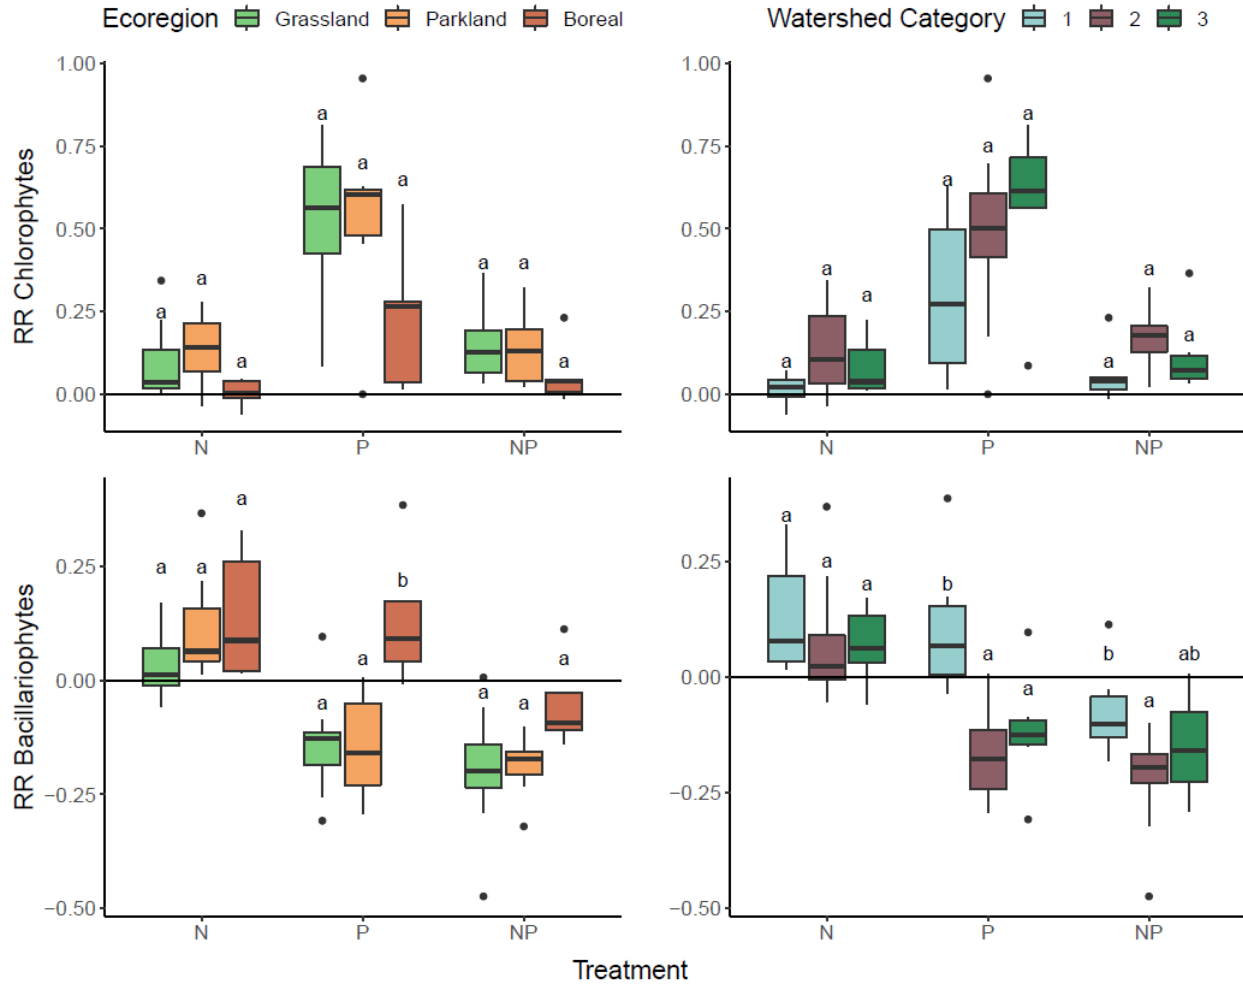 Ecoregion Grassland Parkland Boreal
Watershed Category 1 2 3
RR Chlorophytes
1.00
0.75
0.50
0.25
0.00
a a a a a a a a a
N P NP
1.00
0.75
0.50
0.25
0.00
a a a a a a a a a
N P NP
RR Bacillariophytes
0.25
0.00
−0.25
−0.50
a a a a a b a a a
N P NP
0.25
0.00
−0.25
−0.50
a a a b a a b a ab
N P NP
Treatment